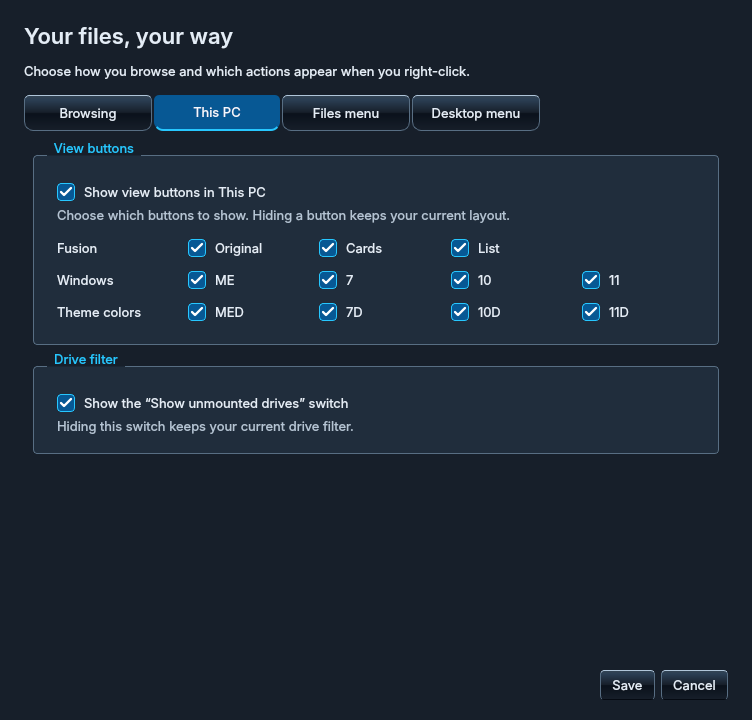 Your files, your way
Choose how you browse and which actions appear when you right-click.
Browsing This PC Files menu Desktop menu
View buttons
Show view buttons in This PC
Choose which buttons to show. Hiding a button keeps your current layout.
Fusion Original Cards List
Windows ME 7 10 11
Theme colors MED 7D 10D 11D
Drive filter
Show the “Show unmounted drives” switch
Hiding this switch keeps your current drive filter.
Save Cancel